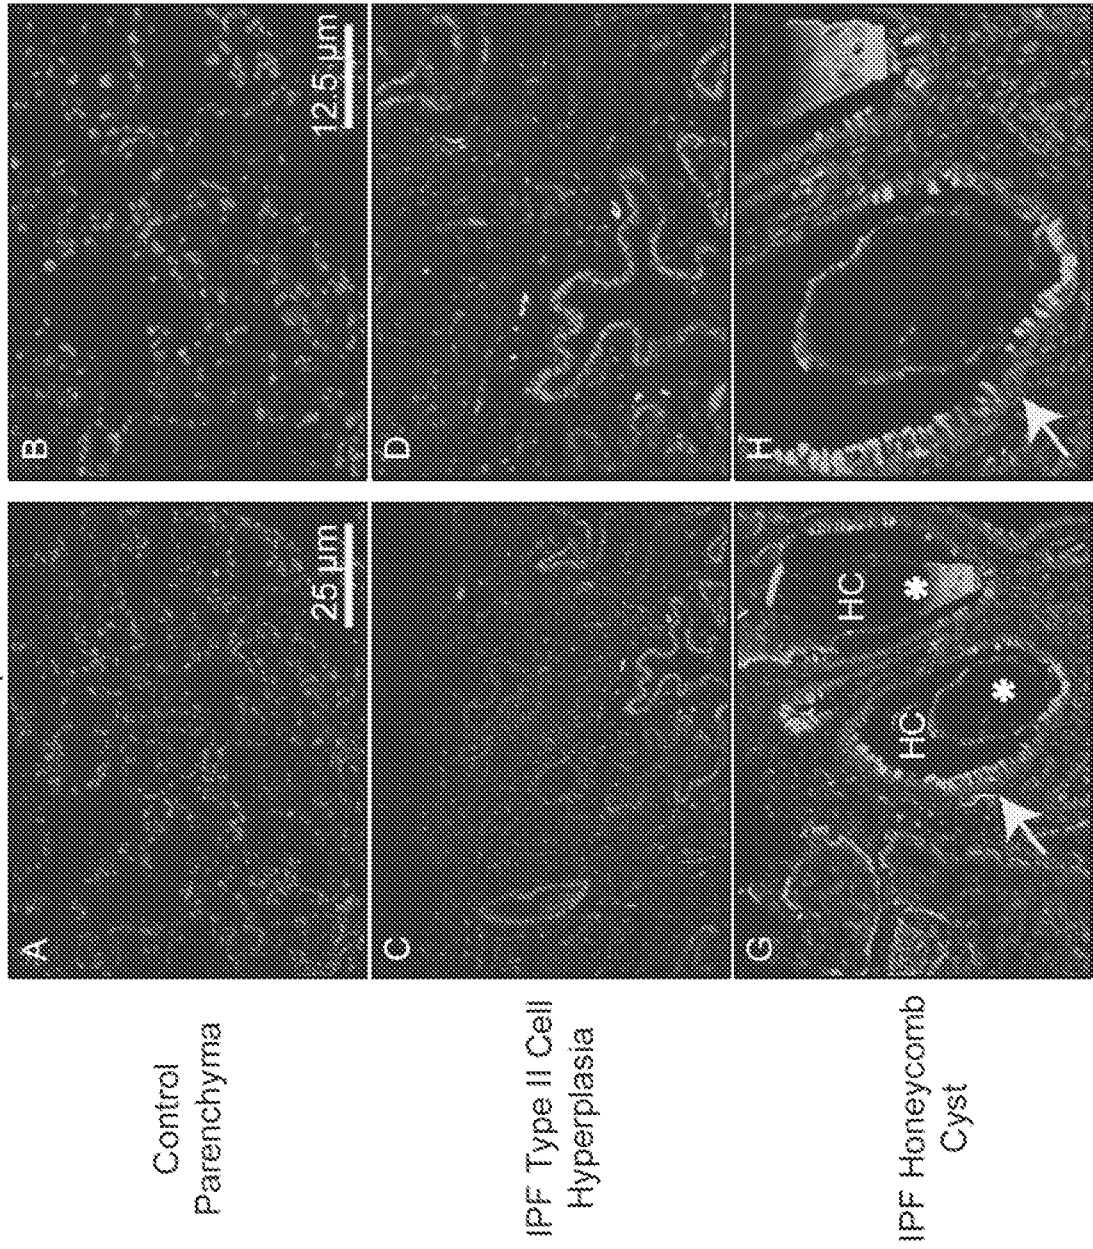 Control
Parenchyma
A
25 µm
B
12.5 µm
IPF Type II Cell
Hyperplasia
C
D
IPF Honeycomb
Cyst
G
HC
*
HC
*
H